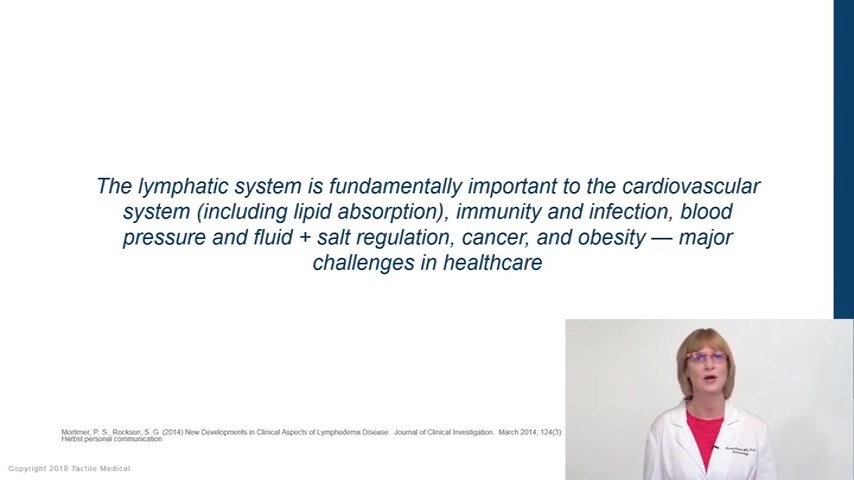 The lymphatic system is fundamentally important to the cardiovascular
system (including lipid absorption), immunity and infection, blood
pressure and fluid + salt regulation, cancer, and obesity — major
challenges in healthcare
Mortimer, P. S., Rockson, S. G. (2014) New Developments in Clinical Aspects of Lymphedema Disease. Journal of Clinical Investigation. March 2014, 124(3):
Herbst personal communication
Copyright 2018 Tactile Medical